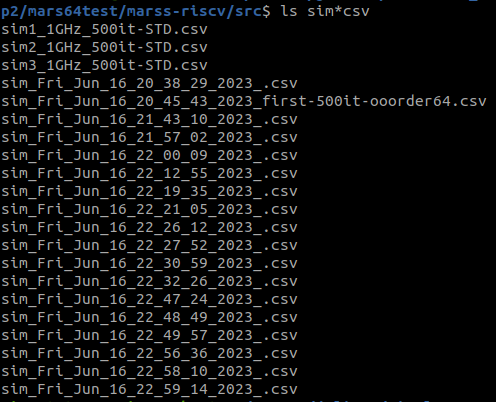 p2/mars64test/marss-riscv/src$ ls sim*csv
sim1_1GHz_500it-STD.csv
sim2_1GHz_500it-STD.csv
sim3_1GHz_500it-STD.csv
sim_Fri_Jun_16_20_38_29_2023_.csv
sim_Fri_Jun_16_20_45_43_2023_first-500it-ooorder64.csv
sim_Fri_Jun_16_21_43_10_2023_.csv
sim_Fri_Jun_16_21_57_02_2023_.csv
sim_Fri_Jun_16_22_00_09_2023_.csv
sim_Fri_Jun_16_22_12_55_2023_.csv
sim_Fri_Jun_16_22_19_35_2023_.csv
sim_Fri_Jun_16_22_21_05_2023_.csv
sim_Fri_Jun_16_22_26_12_2023_.csv
sim_Fri_Jun_16_22_27_52_2023_.csv
sim_Fri_Jun_16_22_30_59_2023_.csv
sim_Fri_Jun_16_22_32_26_2023_.csv
sim_Fri_Jun_16_22_47_24_2023_.csv
sim_Fri_Jun_16_22_48_49_2023_.csv
sim_Fri_Jun_16_22_49_57_2023_.csv
sim_Fri_Jun_16_22_56_36_2023_.csv
sim_Fri_Jun_16_22_58_10_2023_.csv
sim_Fri_Jun_16_22_59_14_2023_.csv